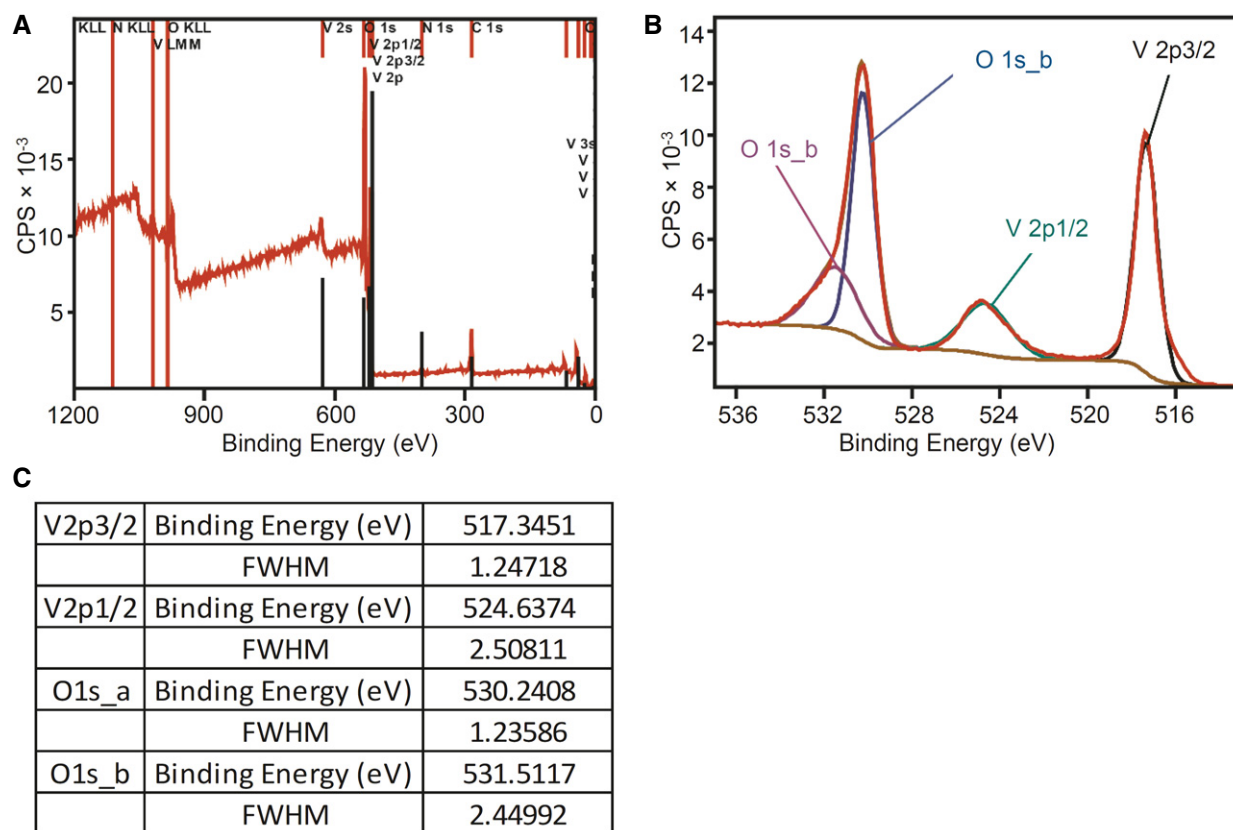 A
KLL N KLL O KLL V 2s O 1s N 1s C 1s O
V LMM V 2p1/2
V 2p3/2
V 2p
V 3s
V
V
V
20
15
10
5
CPS × 10⁻³
1200 900 600 300 0
Binding Energy (eV)
B
14
12
10
8
6
4
2
CPS × 10⁻³
O 1s_b
V 2p3/2
O 1s_b
V 2p1/2
536 532 528 524 520 516
Binding Energy (eV)
C
V2p3/2 Binding Energy (eV) 517.3451
FWHM 1.24718
V2p1/2 Binding Energy (eV) 524.6374
FWHM 2.50811
O1s_a Binding Energy (eV) 530.2408
FWHM 1.23586
O1s_b Binding Energy (eV) 531.5117
FWHM 2.44992